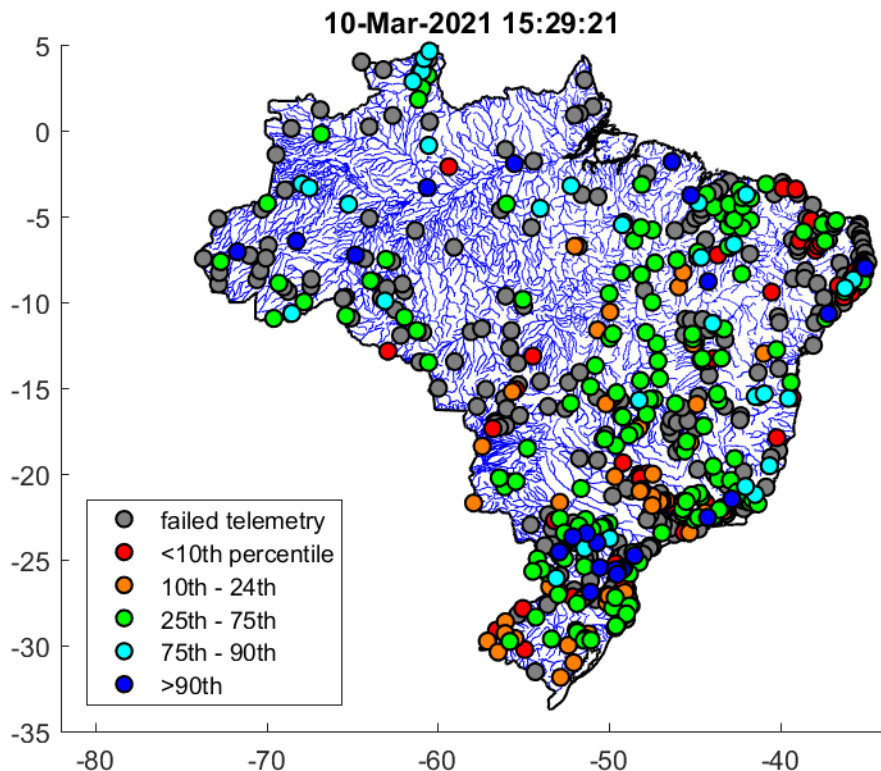 10-Mar-2021 15:29:21
5
0
-5
-10
-15
-20
-25
-30
-35
failed telemetry
<10th percentile
10th - 24th
25th - 75th
75th - 90th
>90th
-80 -70 -60 -50 -40